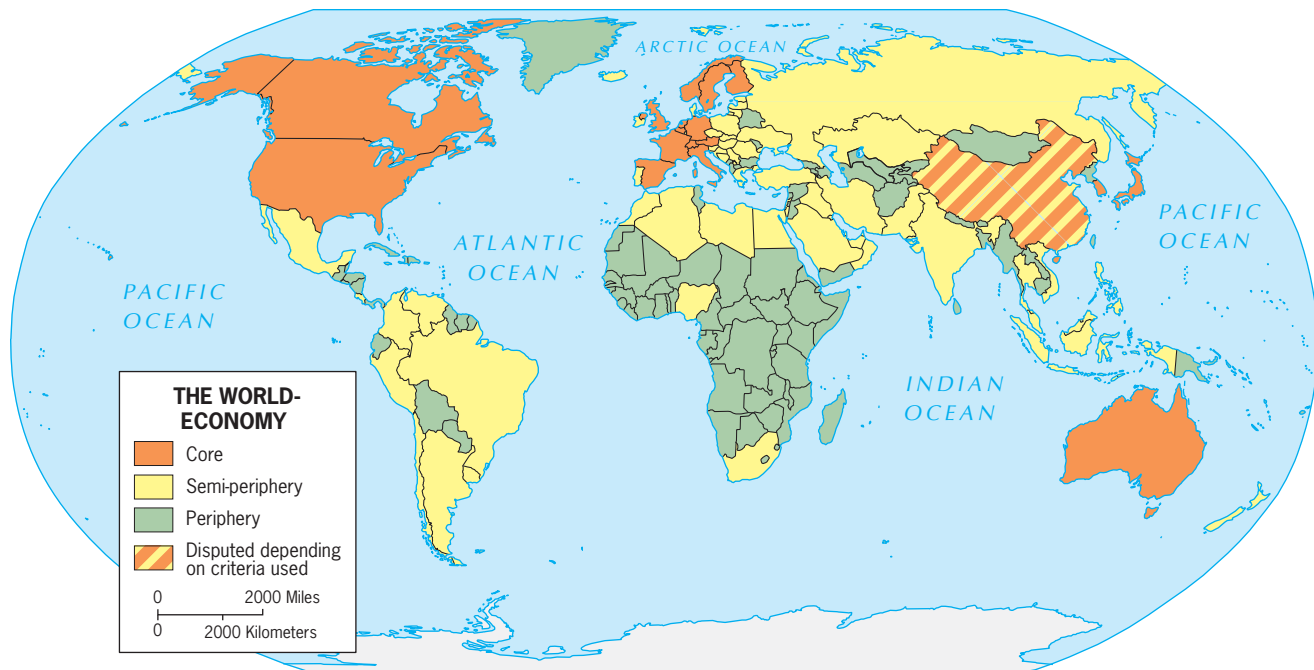 ARCTIC OCEAN
PACIFIC
OCEAN
ATLANTIC
OCEAN
PACIFIC
OCEAN
INDIAN
OCEAN
THE WORLD-
ECONOMY
Core
Semi-periphery
Periphery
Disputed depending
on criteria used
0 2000 Miles
0 2000 Kilometers